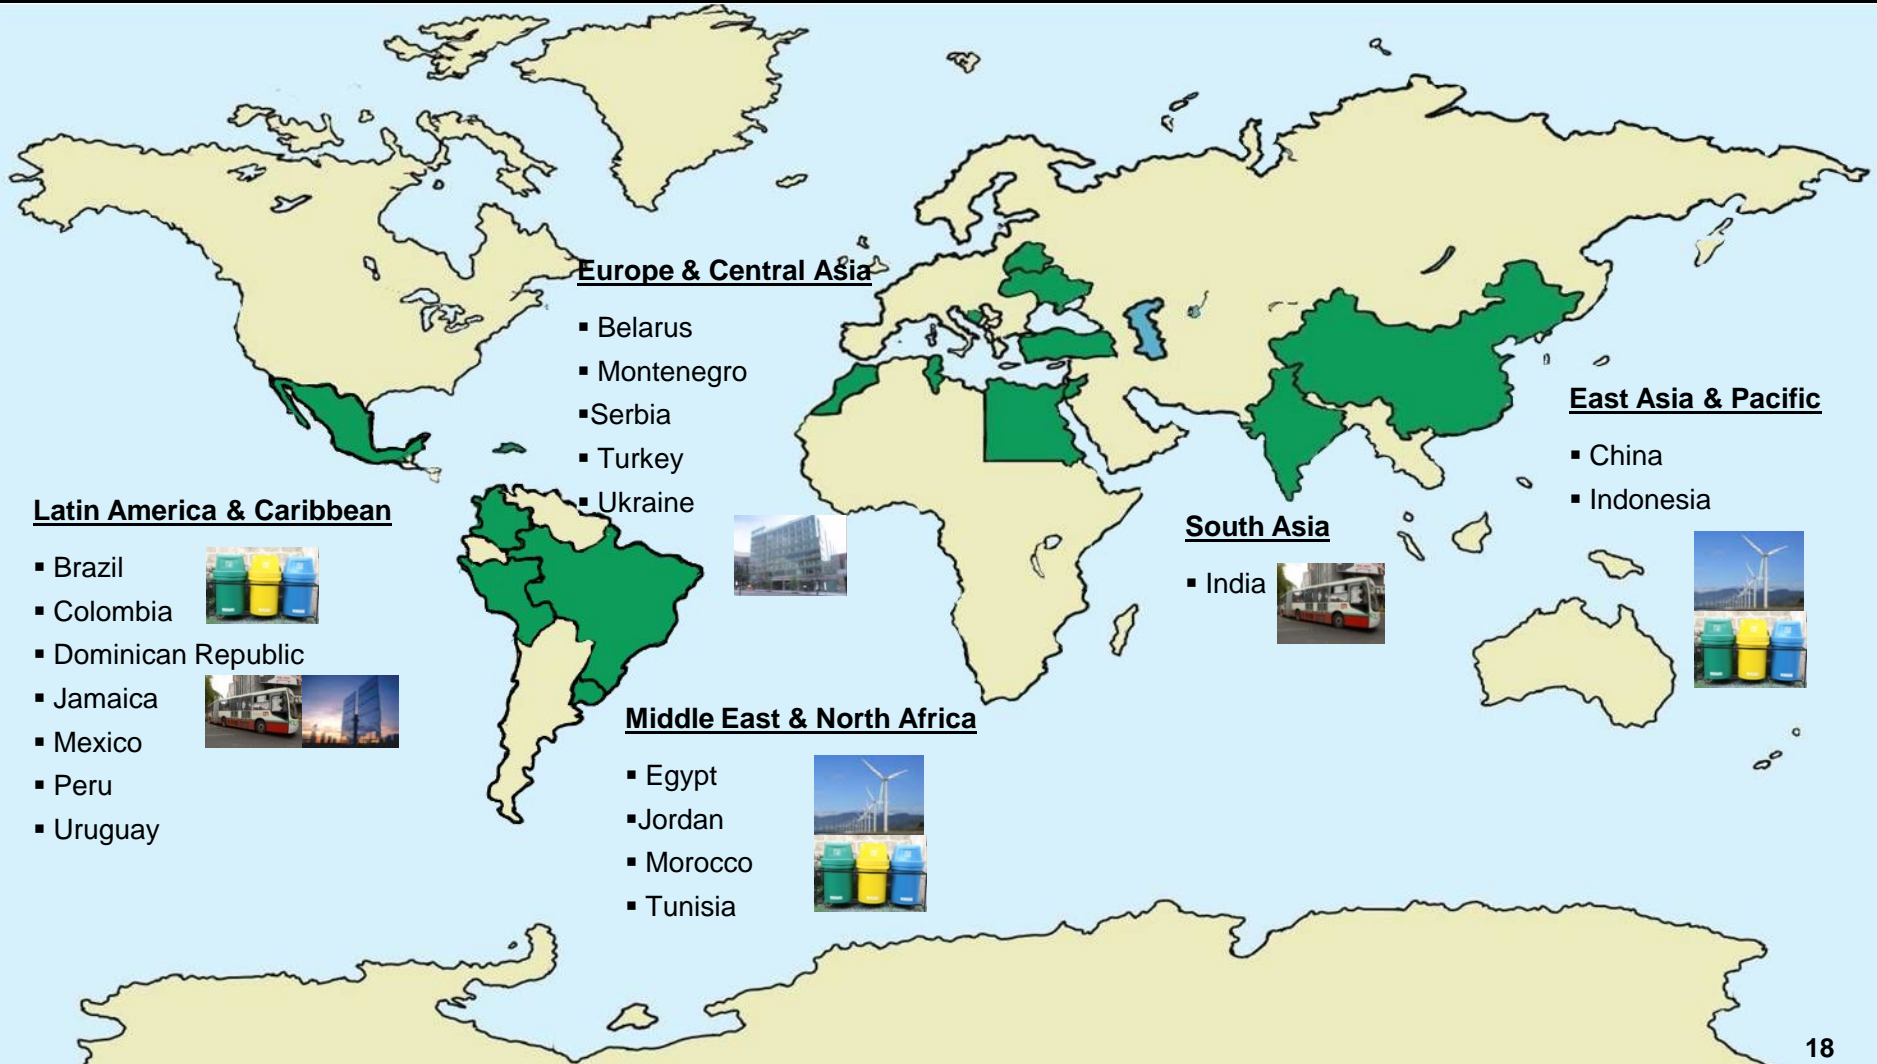 Europe & Central Asia
▪ Belarus
▪ Montenegro
▪Serbia
▪ Turkey
▪ Ukraine
East Asia & Pacific
▪ China
▪ Indonesia
Latin America & Caribbean
▪ Brazil
▪ Colombia
▪ Dominican Republic
▪ Jamaica
▪ Mexico
▪ Peru
▪ Uruguay
South Asia
▪ India
Middle East & North Africa
▪ Egypt
▪Jordan
▪ Morocco
▪ Tunisia
18